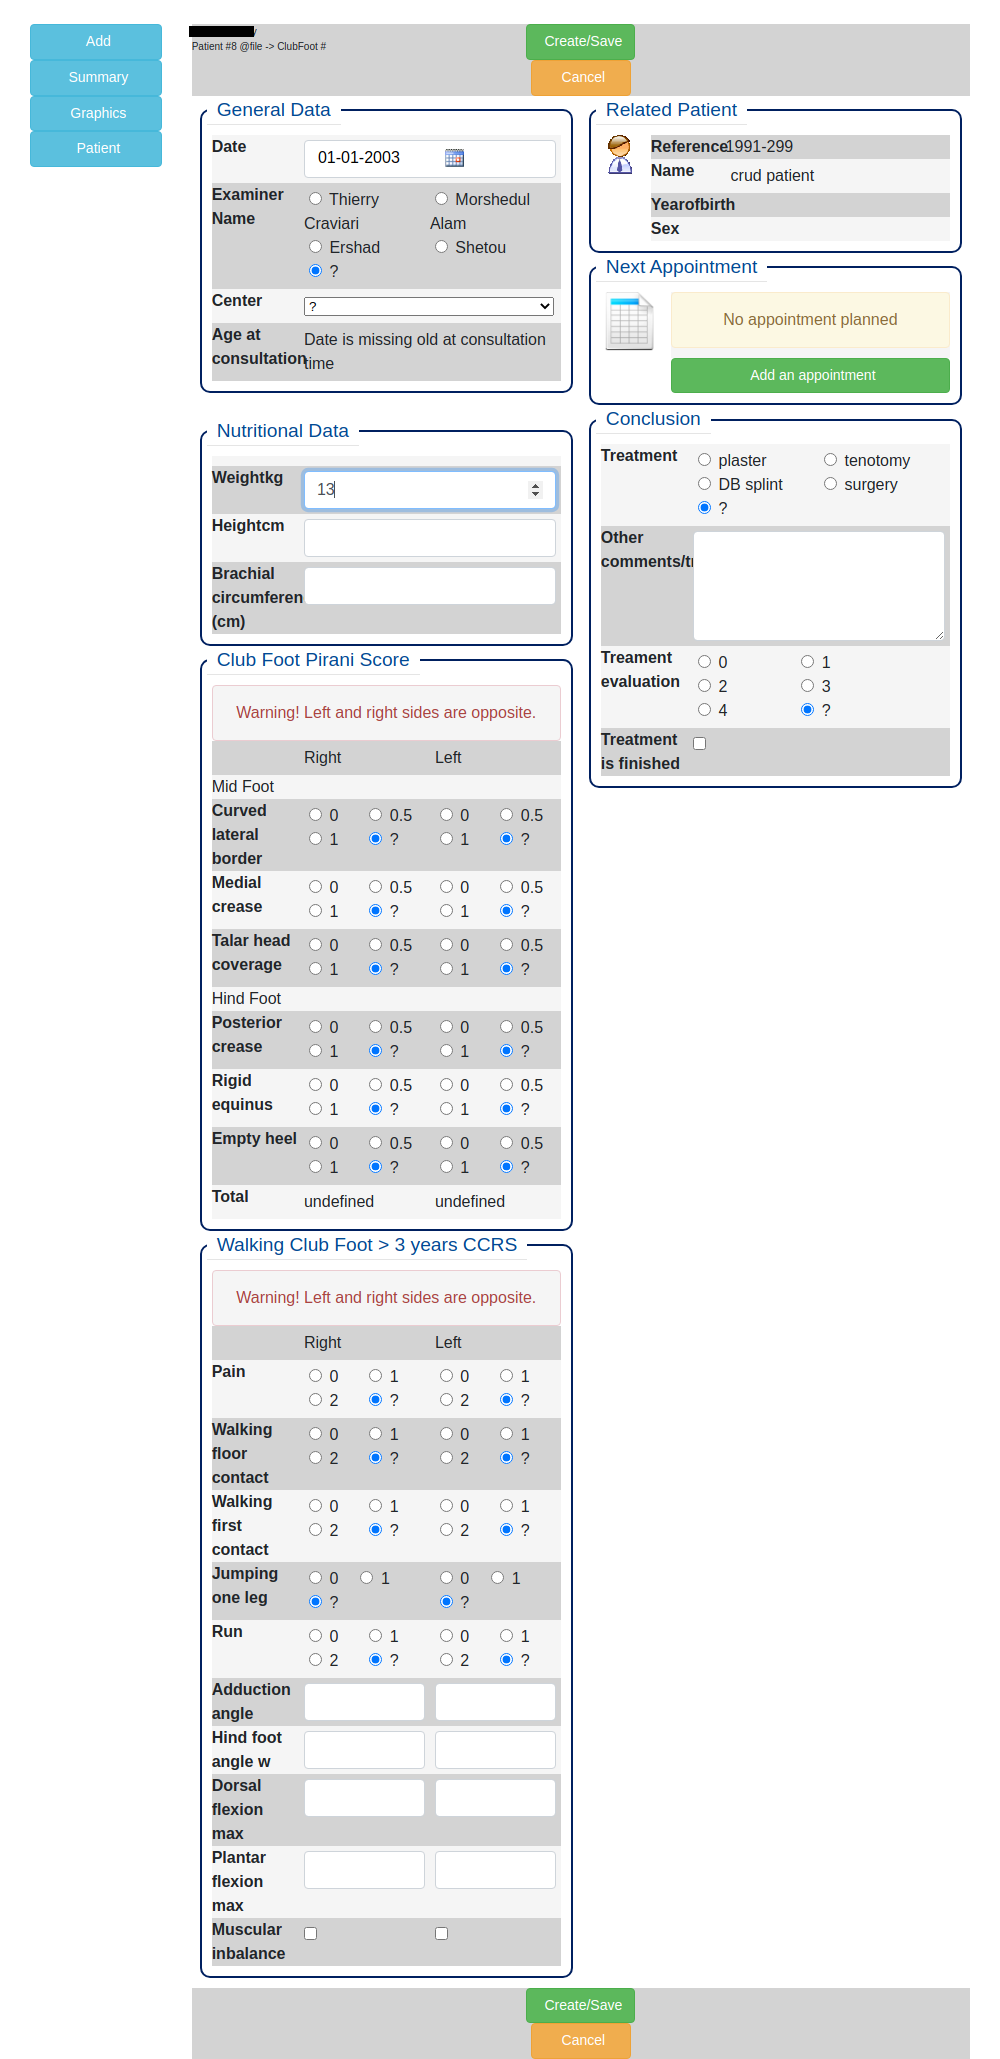 Add
Summary
Graphics
Patient
Patient #8 @file -> ClubFoot #
Create/Save
Cancel
General Data
Date
01-01-2003
Examiner Name
Thierry Craviari
Morshedul Alam
Ershad
Shetou
?
Center
?
Age at consultation
Date is missing old at consultation time
Nutritional Data
Weightkg
13
Heightcm
Brachial circumferen (cm)
Club Foot Pirani Score
Warning! Left and right sides are opposite.
Right Left
Mid Foot
Curved lateral border
0 0.5 0 0.5
1 ? 1 ?
Medial crease
0 0.5 0 0.5
1 ? 1 ?
Talar head coverage
0 0.5 0 0.5
1 ? 1 ?
Hind Foot
Posterior crease
0 0.5 0 0.5
1 ? 1 ?
Rigid equinus
0 0.5 0 0.5
1 ? 1 ?
Empty heel
0 0.5 0 0.5
1 ? 1 ?
Total undefined undefined
Walking Club Foot > 3 years CCRS
Warning! Left and right sides are opposite.
Right Left
Pain
0 1 0 1
2 ? 2 ?
Walking floor contact
0 1 0 1
2 ? 2 ?
Walking first contact
0 1 0 1
2 ? 2 ?
Jumping one leg
0 1 0 1
? ?
Run
0 1 0 1
2 ? 2 ?
Adduction angle
Hind foot angle w
Dorsal flexion max
Plantar flexion max
Muscular inbalance
Related Patient
Reference 1991-299
Name crud patient
Yearofbirth
Sex
Next Appointment
No appointment planned
Add an appointment
Conclusion
Treatment
plaster tenotomy
DB splint surgery
?
Other comments/tr
Treament evaluation
0 1
2 3
4 ?
Treatment is finished
Create/Save
Cancel